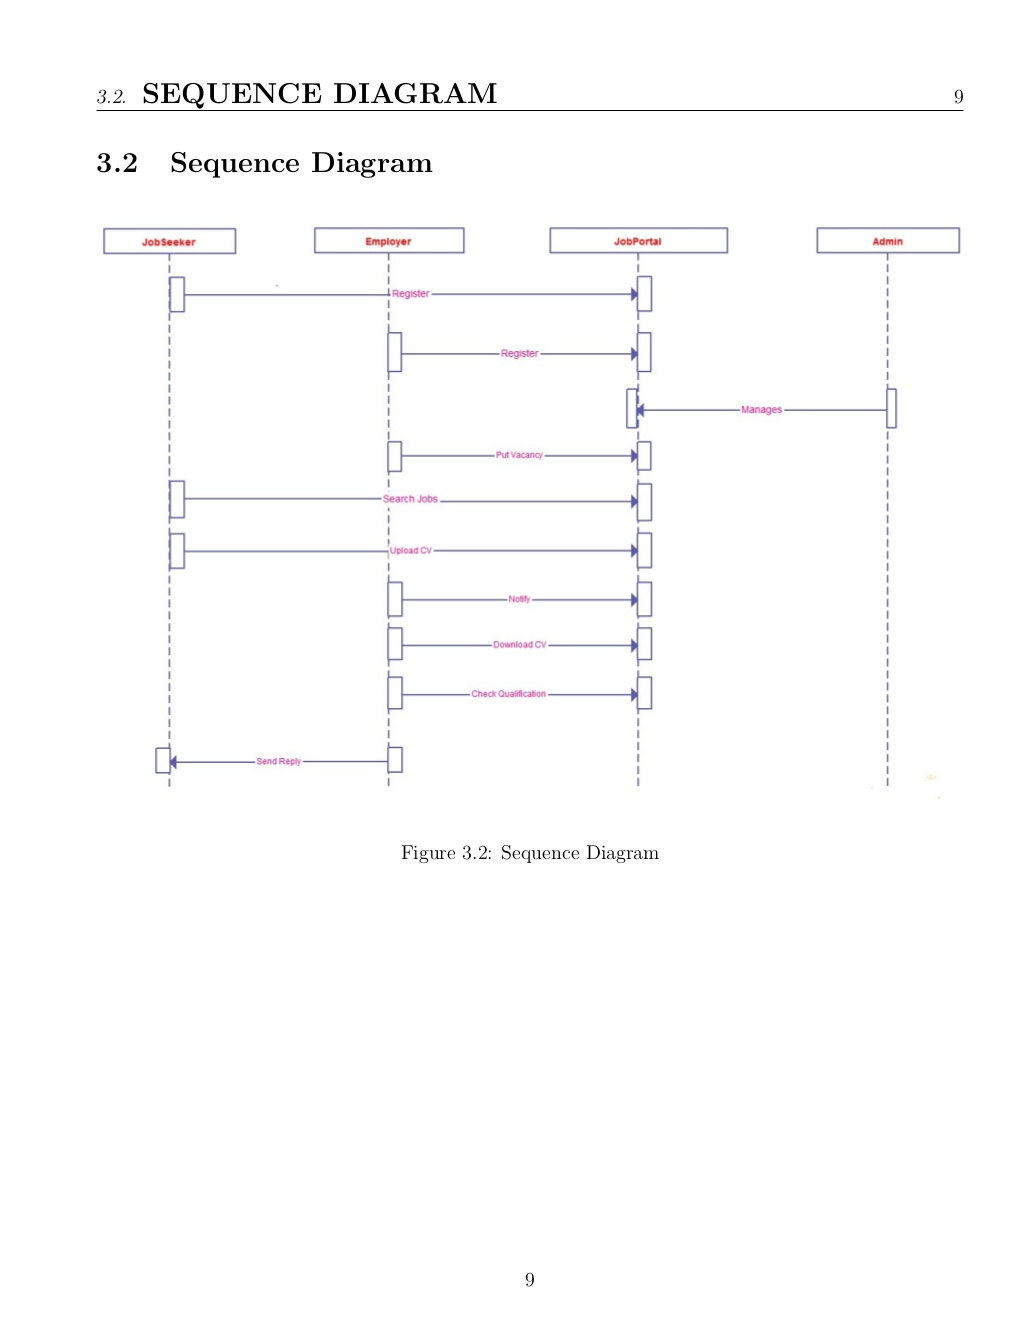 3.2. SEQUENCE DIAGRAM 9
3.2 Sequence Diagram
JobSeeker Employer JobPortal Admin
Register
Register
Manages
Put Vacancy
Search Jobs
Upload CV
Notify
Download CV
Check Qualification
Send Reply
Figure 3.2: Sequence Diagram
9